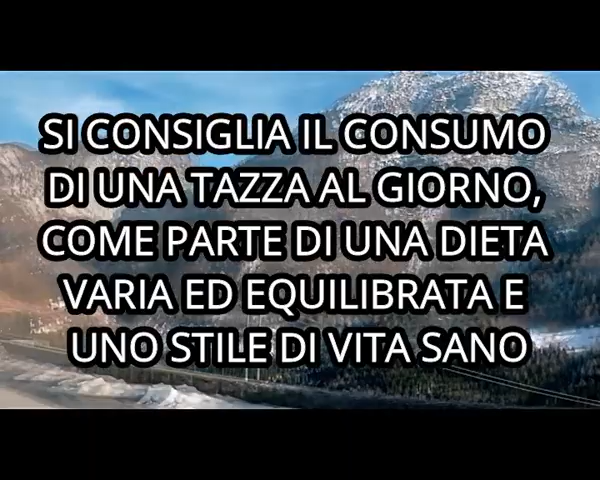 SI CONSIGLIA IL CONSUMO
DI UNA TAZZA AL GIORNO,
COME PARTE DI UNA DIETA
VARIA ED EQUILIBRATA E
UNO STILE DI VITA SANO